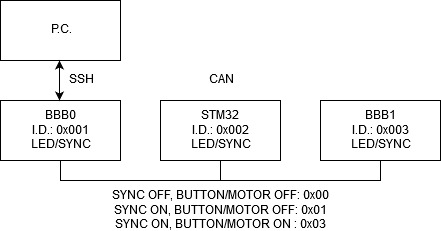 P.C.
SSH
CAN
BBB0
I.D.: 0x001
LED/SYNC
STM32
I.D.: 0x002
LED/SYNC
BBB1
I.D.: 0x003
LED/SYNC
SYNC OFF, BUTTON/MOTOR OFF: 0x00
SYNC ON, BUTTON/MOTOR OFF: 0x01
SYNC ON, BUTTON/MOTOR ON : 0x03